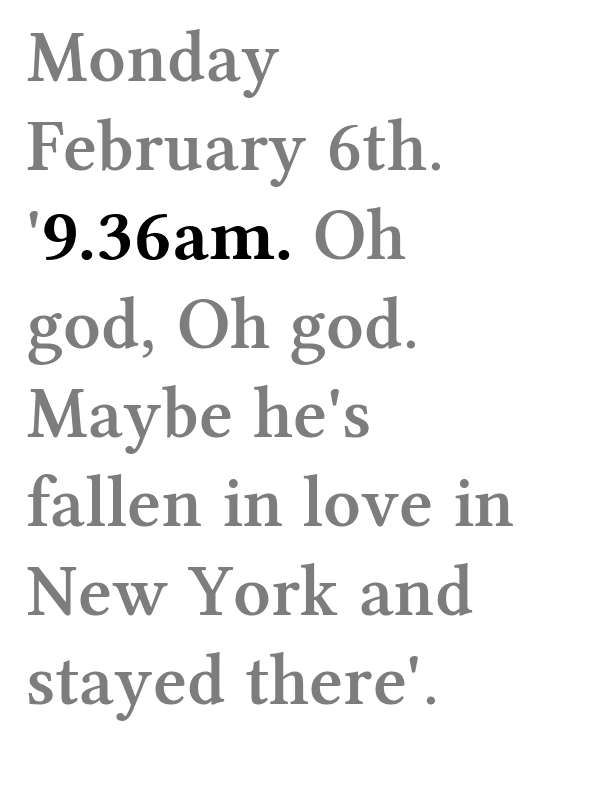 Monday
February 6th.
'9.36am. Oh
god, Oh god.
Maybe he's
fallen in love in
New York and
stayed there'.